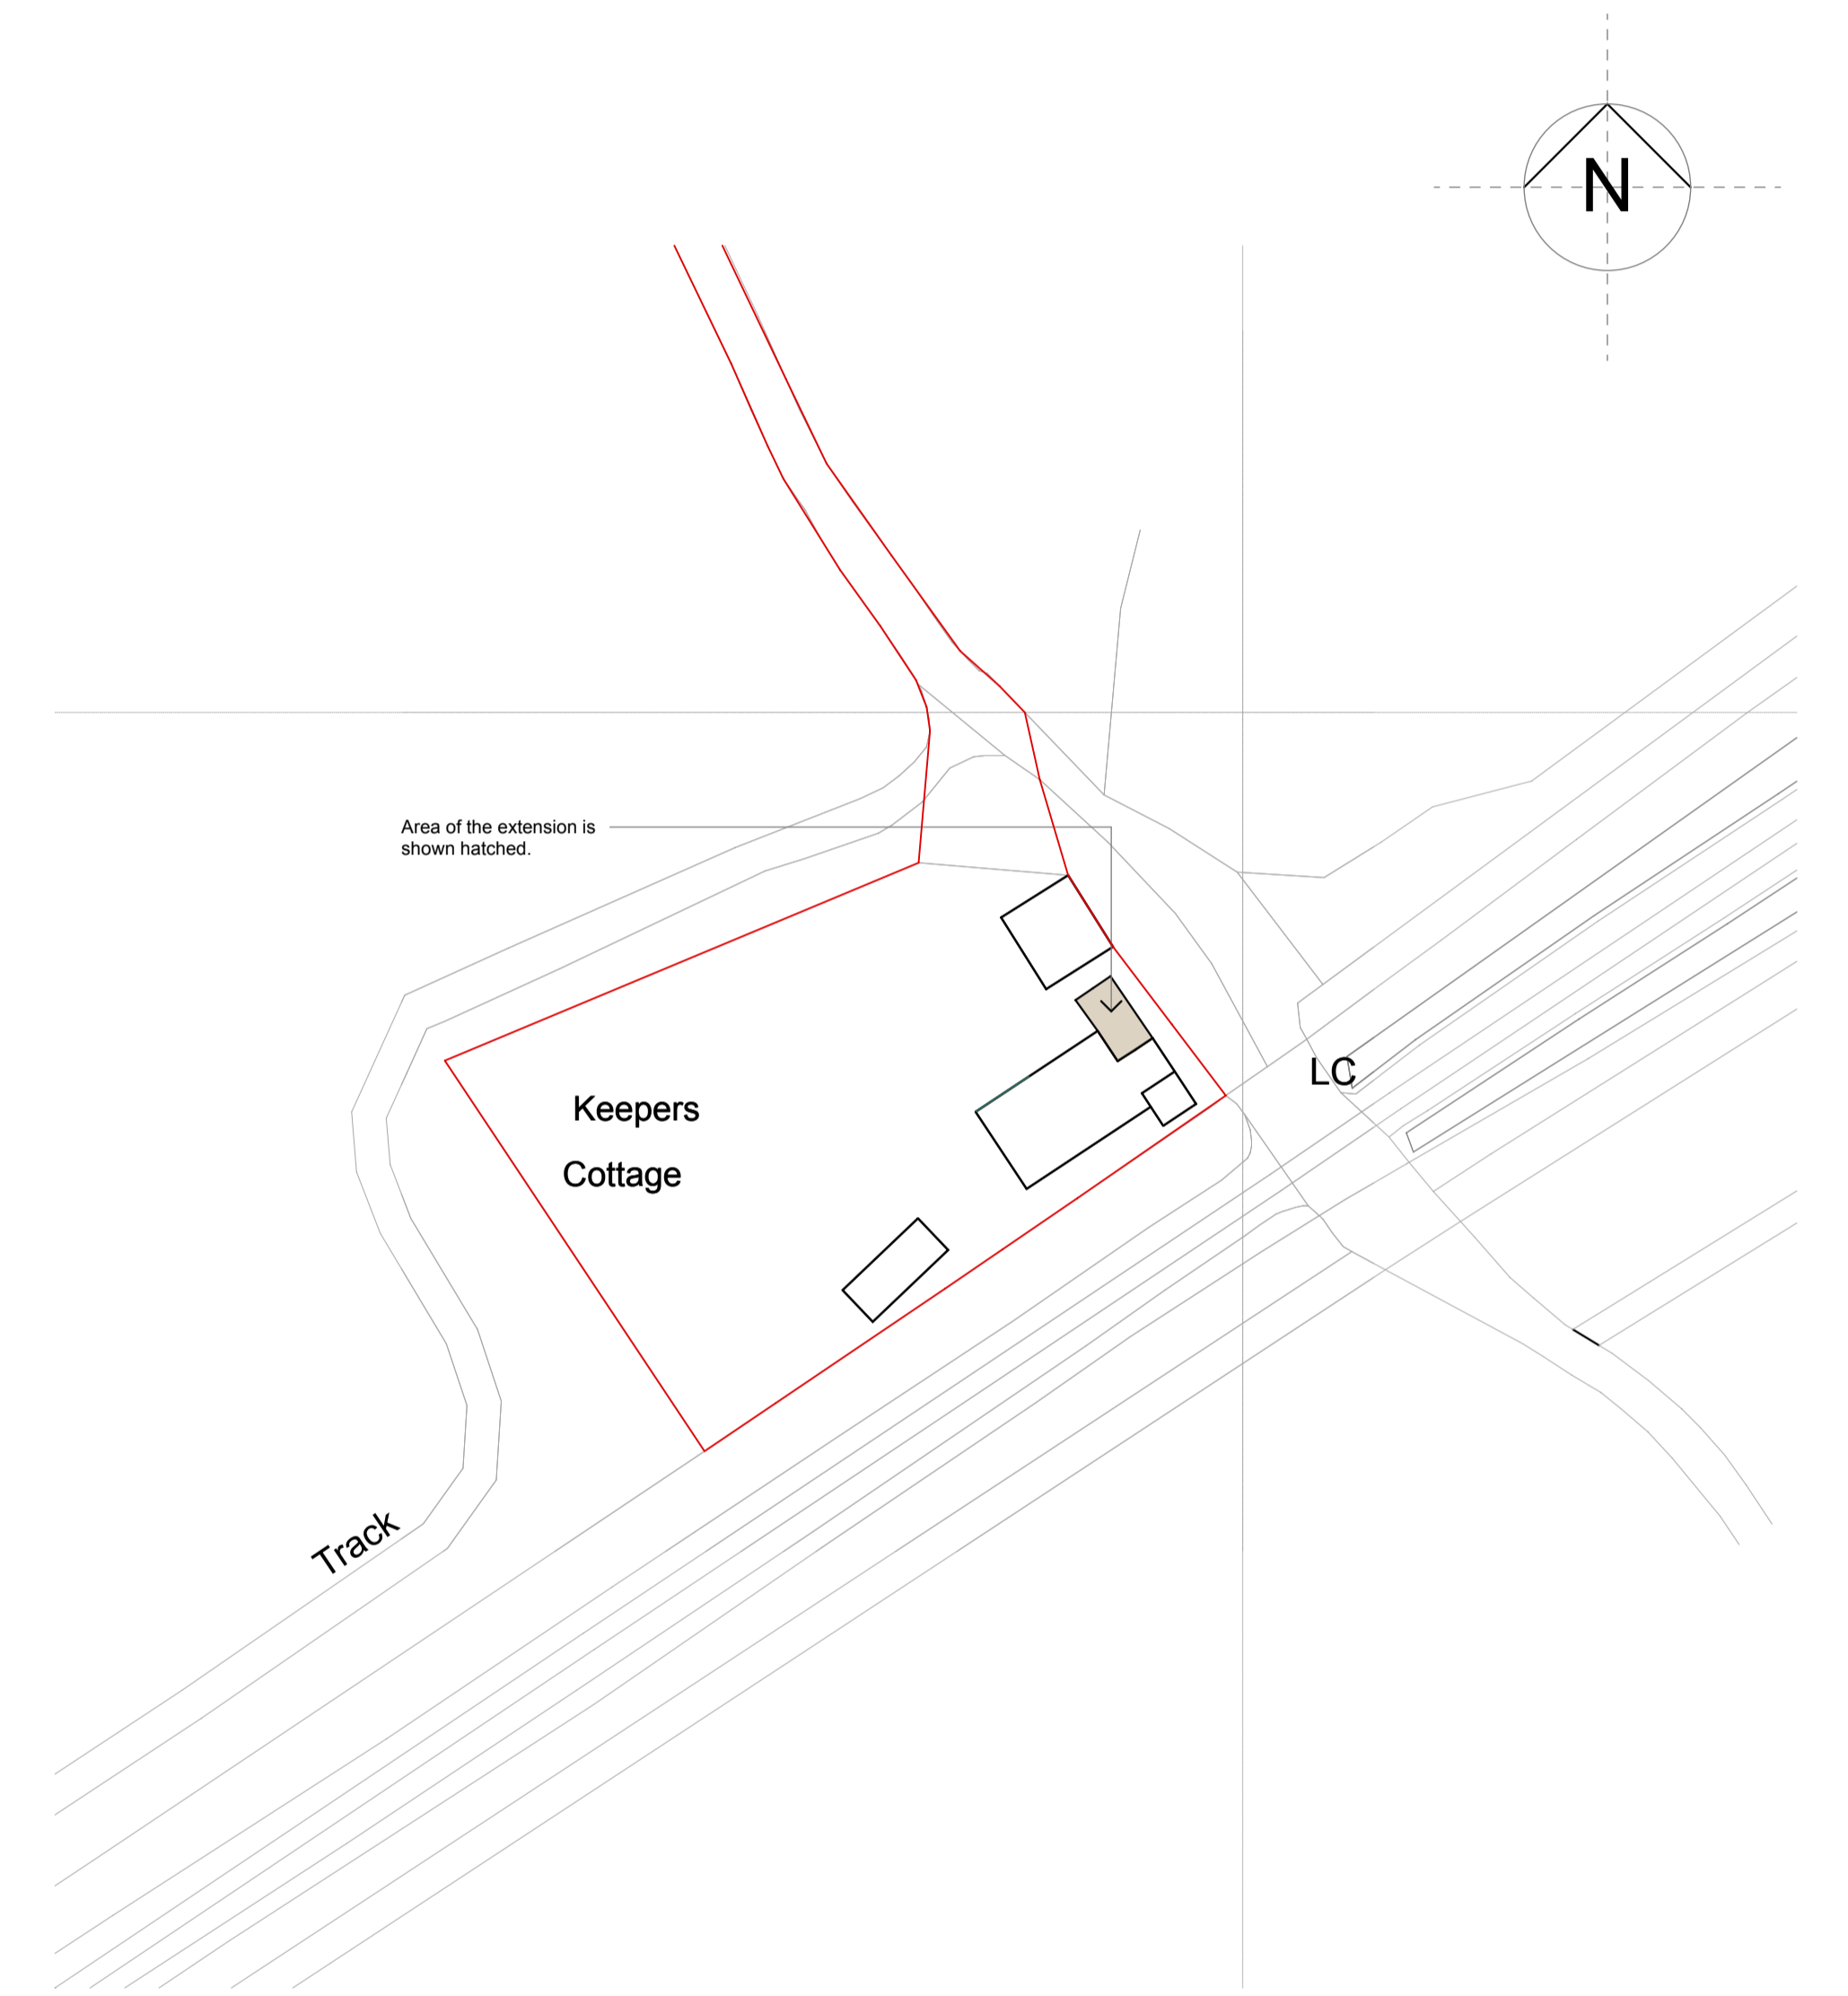 N
Area of the extension is
shown hatched.
LC
Keepers
Cottage
Track